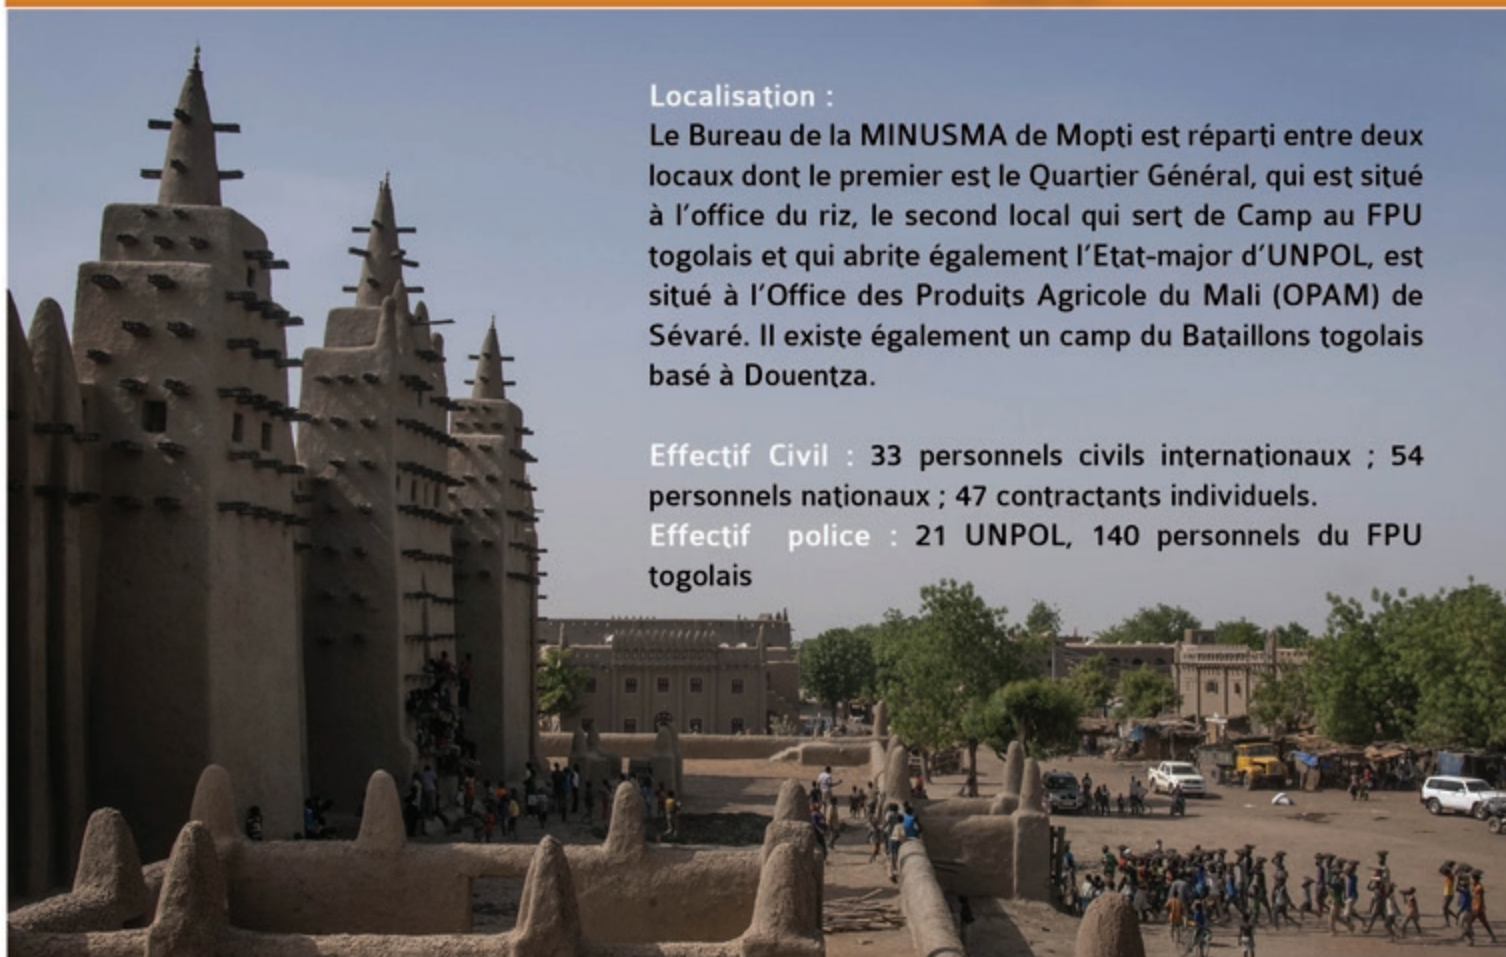 Localisation :
Le Bureau de la MINUSMA de Mopti est réparti entre deux
locaux dont le premier est le Quartier Général, qui est situé
à l'office du riz, le second local qui sert de Camp au FPU
togolais et qui abrite également l'Etat-major d'UNPOL, est
situé à l'Office des Produits Agricole du Mali (OPAM) de
Sévaré. Il existe également un camp du Bataillons togolais
basé à Douentza.
Effectif Civil : 33 personnels civils internationaux ; 54
personnels nationaux ; 47 contractants individuels.
Effectif police : 21 UNPOL, 140 personnels du FPU
togolais